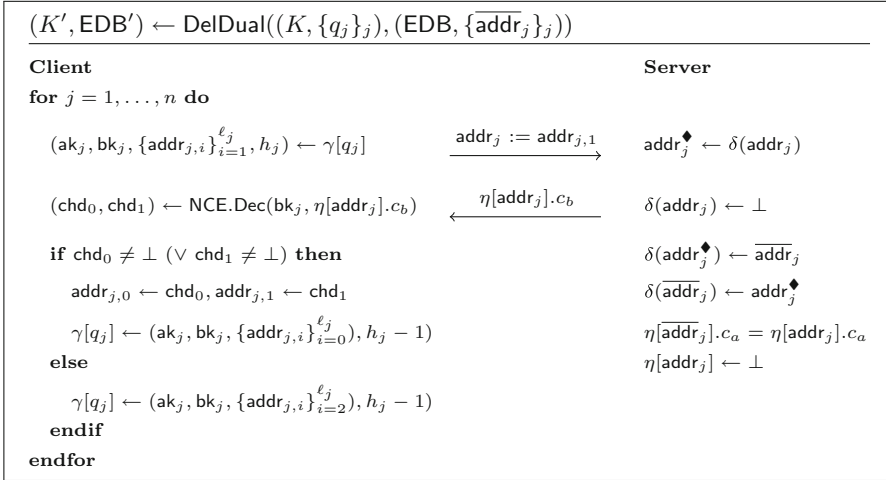 (K′, EDB′) ← DelDual((K, {q_j}_j), (EDB, {\overline{addr}_j}_j))
Client Server
for j = 1, . . . , n do
(ak_j, bk_j, {addr_{j,i}}_{i=1}^{ℓ_j}, h_j) ← γ[q_j] addr_j := addr_{j,1} addr_j^♦ ← δ(addr_j)
(chd_0, chd_1) ← NCE.Dec(bk_j, η[addr_j].c_b) η[addr_j].c_b δ(addr_j) ← ⊥
if chd_0 ≠ ⊥ (∨ chd_1 ≠ ⊥) then δ(addr_j^♦) ← \overline{addr}_j
addr_{j,0} ← chd_0, addr_{j,1} ← chd_1 δ(\overline{addr}_j) ← addr_j^♦
γ[q_j] ← (ak_j, bk_j, {addr_{j,i}}_{i=0}^{ℓ_j}), h_j − 1) η[\overline{addr}_j].c_a = η[addr_j].c_a
else η[addr_j] ← ⊥
γ[q_j] ← (ak_j, bk_j, {addr_{j,i}}_{i=2}^{ℓ_j}), h_j − 1)
endif
endfor